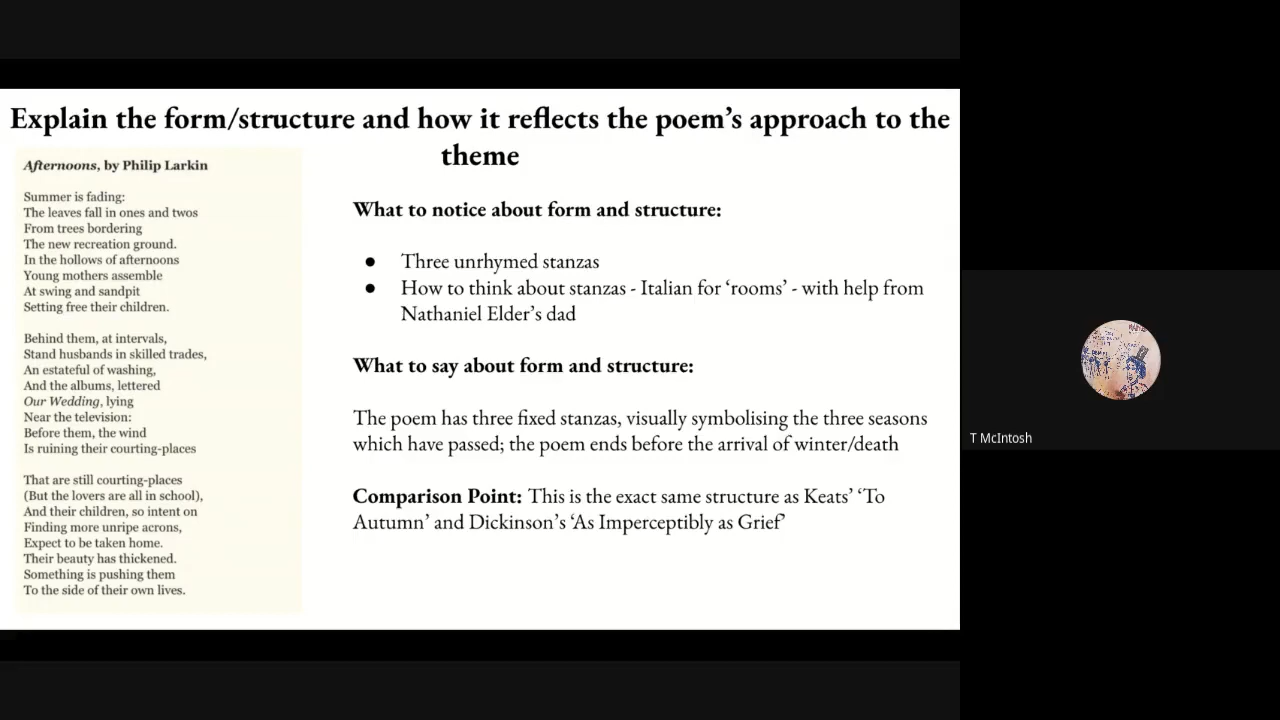 Explain the form/structure and how it reflects the poem’s approach to the
theme
Afternoons, by Philip Larkin
Summer is fading:
The leaves fall in ones and twos
From trees bordering
The new recreation ground.
In the hollows of afternoons
Young mothers assemble
At swing and sandpit
Setting free their children.
Behind them, at intervals,
Stand husbands in skilled trades,
An estateful of washing,
And the albums, lettered
Our Wedding, lying
Near the television:
Before them, the wind
Is ruining their courting-places
That are still courting-places
(But the lovers are all in school),
And their children, so intent on
Finding more unripe acrons,
Expect to be taken home.
Their beauty has thickened.
Something is pushing them
To the side of their own lives.
What to notice about form and structure:
● Three unrhymed stanzas
● How to think about stanzas - Italian for ‘rooms’ - with help from
Nathaniel Elder’s dad
What to say about form and structure:
The poem has three fixed stanzas, visually symbolising the three seasons
which have passed; the poem ends before the arrival of winter/death
Comparison Point: This is the exact same structure as Keats’ ‘To
Autumn’ and Dickinson’s ‘As Imperceptibly as Grief’
T McIntosh